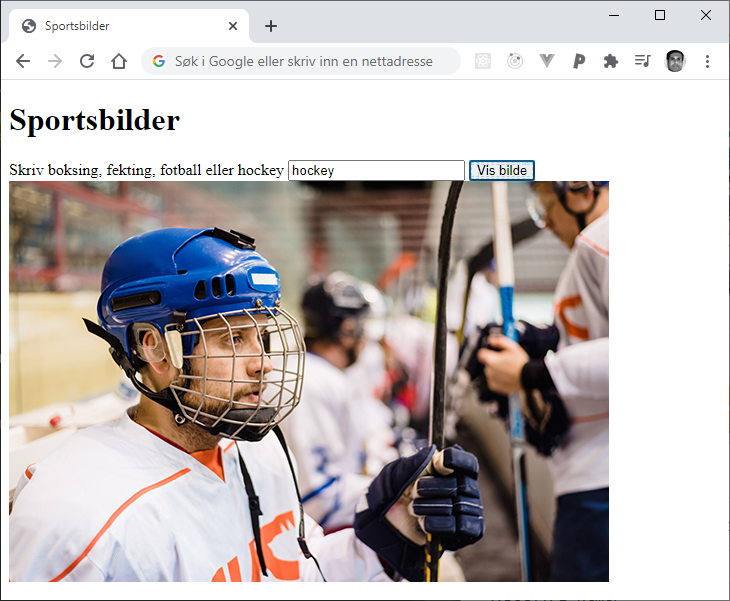 Sportsbilder
Søk i Google eller skriv inn en nettadresse
Sportsbilder
Skriv boksing, fekting, fotball eller hockey hockey Vis bilde